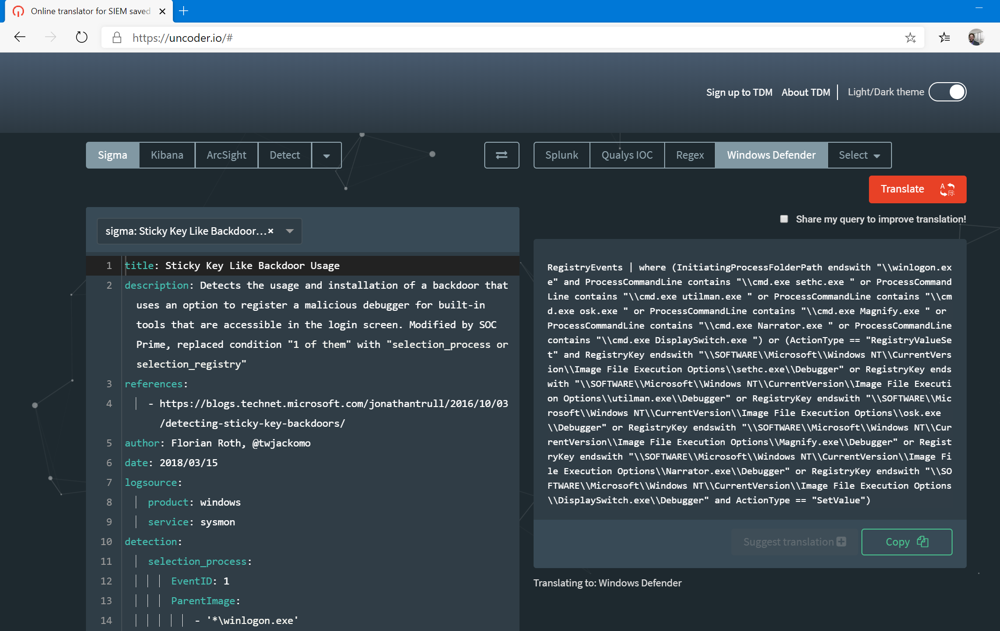 Online translator for SIEM saved
https://uncoder.io/#
Sign up to TDM About TDM Light/Dark theme
Sigma Kibana ArcSight Detect
Splunk Qualys IOC Regex Windows Defender Select
Translate
Share my query to improve translation!
sigma: Sticky Key Like Backdoor...×
1 title: Sticky Key Like Backdoor Usage
2 description: Detects the usage and installation of a backdoor that
uses an option to register a malicious debugger for built-in
tools that are accessible in the login screen. Modified by SOC
Prime, replaced condition "1 of them" with "selection_process or
selection_registry"
3 references:
4 - https://blogs.technet.microsoft.com/jonathantrull/2016/10/03
/detecting-sticky-key-backdoors/
5 author: Florian Roth, @twjackomo
6 date: 2018/03/15
7 logsource:
8 product: windows
9 service: sysmon
10 detection:
11 selection_process:
12 EventID: 1
13 ParentImage:
14 - '*\winlogon.exe'
RegistryEvents | where (InitiatingProcessFolderPath endswith "\\winlogon.ex
e" and ProcessCommandLine contains "\\cmd.exe sethc.exe " or ProcessCommand
Line contains "\\cmd.exe utilman.exe " or ProcessCommandLine contains "\\cm
d.exe osk.exe " or ProcessCommandLine contains "\\cmd.exe Magnify.exe " or
ProcessCommandLine contains "\\cmd.exe Narrator.exe " or ProcessCommandLine
contains "\\cmd.exe DisplaySwitch.exe ") or (ActionType == "RegistryValueSe
t" and RegistryKey endswith "\\SOFTWARE\\Microsoft\\Windows NT\\CurrentVers
ion\\Image File Execution Options\\sethc.exe\\Debugger" or RegistryKey ends
with "\\SOFTWARE\\Microsoft\\Windows NT\\CurrentVersion\\Image File Executi
on Options\\utilman.exe\\Debugger" or RegistryKey endswith "\\SOFTWARE\\Mic
rosoft\\Windows NT\\CurrentVersion\\Image File Execution Options\\osk.exe
\\Debugger" or RegistryKey endswith "\\SOFTWARE\\Microsoft\\Windows NT\\Cur
rentVersion\\Image File Execution Options\\Magnify.exe\\Debugger" or Regist
ryKey endswith "\\SOFTWARE\\Microsoft\\Windows NT\\CurrentVersion\\Image Fi
le Execution Options\\Narrator.exe\\Debugger" or RegistryKey endswith "\\SO
FTWARE\\Microsoft\\Windows NT\\CurrentVersion\\Image File Execution Options
\\DisplaySwitch.exe\\Debugger" and ActionType == "SetValue")
Suggest translation Copy
Translating to: Windows Defender